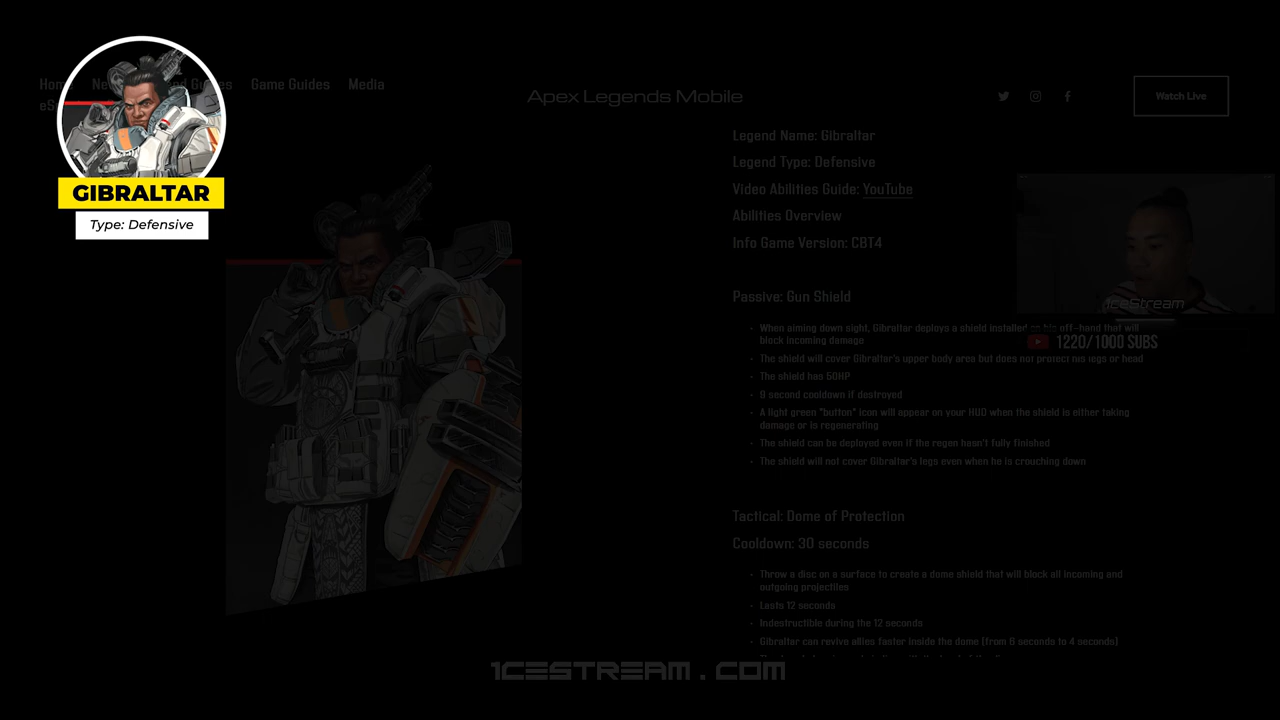 GIBRALTAR
Type: Defensive
Game Guides
Media
Apex Legends Mobile
Watch Live
Legend Name: Gibraltar
Legend Type: Defensive
Video Abilities Guide: YouTube
Abilities Overview
Info Game Version: CBT4
Passive: Gun Shield
When aiming down sight, Gibraltar deploys a shield installed on his off-hand that will
block incoming damage
The shield will cover Gibraltar's upper body area but does not protect his legs or head
The shield has 50HP
9 second cooldown if destroyed
A light green "button" icon will appear on your HUD when the shield is either taking
damage or is regenerating
The shield can be deployed even if the regen hasn't fully finished
The shield will not cover Gibraltar's legs even when he is crouching down
1ceStream
1220/1000 SUBS
Tactical: Dome of Protection
Cooldown: 30 seconds
Throw a disc on a surface to create a dome shield that will block all incoming and
outgoing projectiles
Lasts 12 seconds
Indestructible during the 12 seconds
Gibraltar can revive allies faster inside the dome [from 6 seconds to 4 seconds]
1CESTREAM.COM